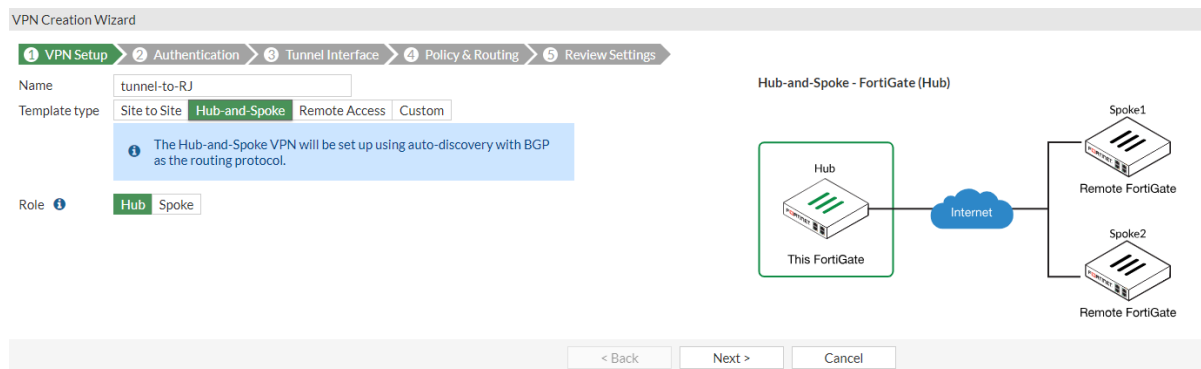 VPN Creation Wizard
1 VPN Setup 2 Authentication 3 Tunnel Interface 4 Policy & Routing 5 Review Settings
Name tunnel-to-RJ
Template type Site to Site Hub-and-Spoke Remote Access Custom
The Hub-and-Spoke VPN will be set up using auto-discovery with BGP
as the routing protocol.
Role Hub Spoke
Hub-and-Spoke - FortiGate (Hub)
Hub
This FortiGate
Internet
Spoke1
Remote FortiGate
Spoke2
Remote FortiGate
< Back Next > Cancel